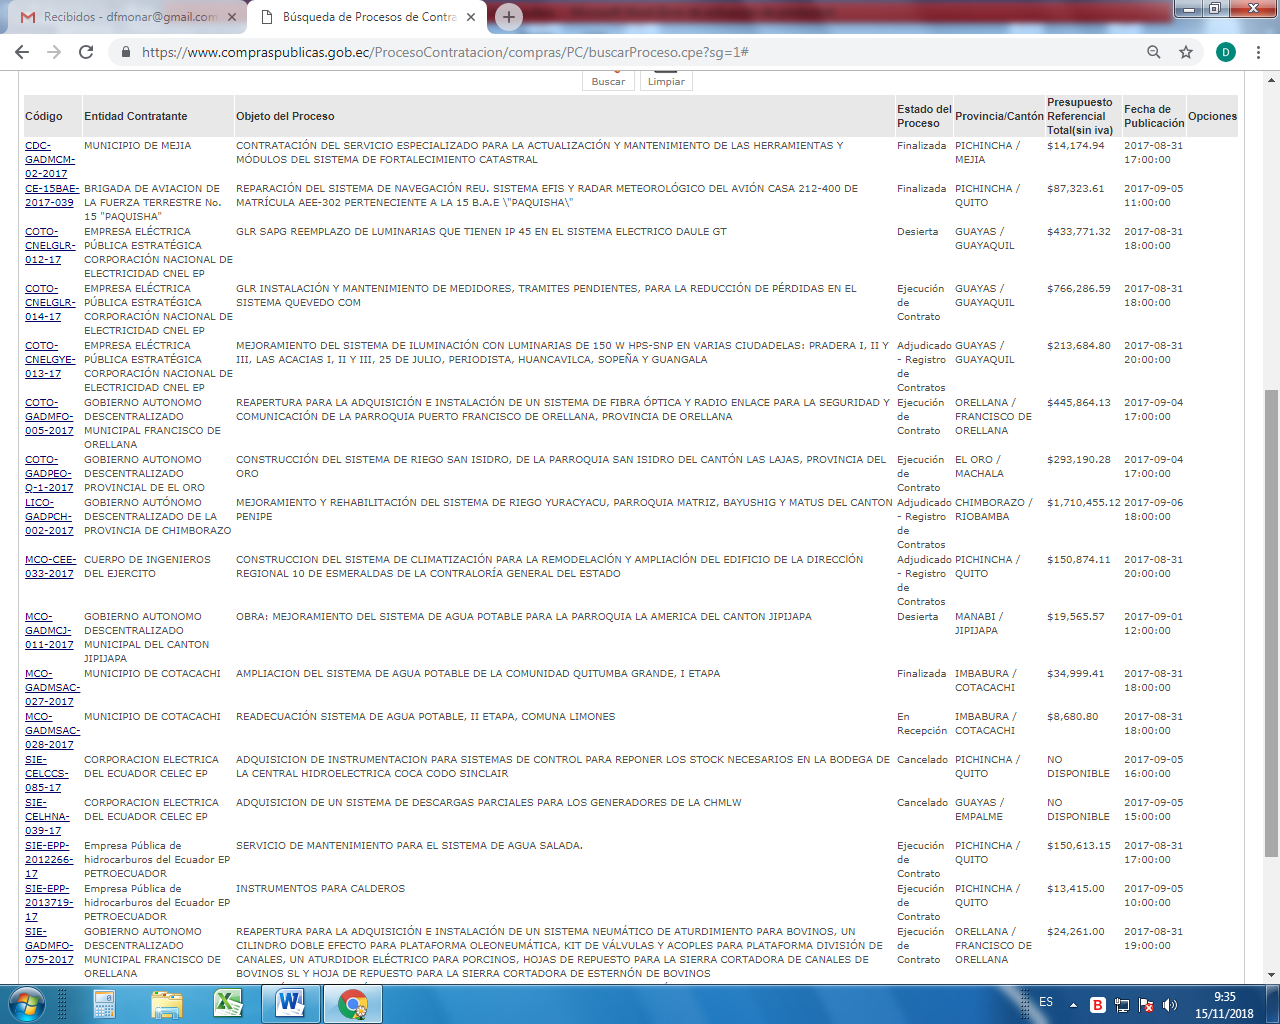 Recibidos - dfmonar@gmail.com
Búsqueda de Procesos de Contra
https://www.compraspublicas.gob.ec/ProcesoContratacion/compras/PC/buscarProceso.cpe?sg=1#
D
Buscar
Limpiar
Código Entidad Contratante Objeto del Proceso Estado del Proceso Provincia/Cantón Presupuesto Referencial Total(sin iva) Fecha de Publicación Opciones
CDC-GADMCM-02-2017 MUNICIPIO DE MEJIA CONTRATACIÓN DEL SERVICIO ESPECIALIZADO PARA LA ACTUALIZACIÓN Y MANTENIMIENTO DE LAS HERRAMIENTAS Y MÓDULOS DEL SISTEMA DE FORTALECIMIENTO CATASTRAL Finalizada PICHINCHA / MEJIA $14,174.94 2017-08-31 17:00:00
CE-15BAE-2017-039 BRIGADA DE AVIACION DE LA FUERZA TERRESTRE No. 15 "PAQUISHA" REPARACIÓN DEL SISTEMA DE NAVEGACIÓN REU. SISTEMA EFIS Y RADAR METEOROLÓGICO DEL AVIÓN CASA 212-400 DE MATRÍCULA AEE-302 PERTENECIENTE A LA 15 B.A.E \"PAQUISHA\" Finalizada PICHINCHA / QUITO $87,323.61 2017-09-05 11:00:00
COTO-CNELGLR-012-17 EMPRESA ELÉCTRICA PÚBLICA ESTRATÉGICA CORPORACIÓN NACIONAL DE ELECTRICIDAD CNEL EP GLR SAPG REEMPLAZO DE LUMINARIAS QUE TIENEN IP 45 EN EL SISTEMA ELECTRICO DAULE GT Desierta GUAYAS / GUAYAQUIL $433,771.32 2017-08-31 18:00:00
COTO-CNELGLR-014-17 EMPRESA ELÉCTRICA PÚBLICA ESTRATÉGICA CORPORACIÓN NACIONAL DE ELECTRICIDAD CNEL EP GLR INSTALACIÓN Y MANTENIMIENTO DE MEDIDORES, TRAMITES PENDIENTES, PARA LA REDUCCIÓN DE PÉRDIDAS EN EL SISTEMA QUEVEDO COM Ejecución de Contrato GUAYAS / GUAYAQUIL $766,286.59 2017-08-31 18:00:00
COTO-CNELGYE-013-17 EMPRESA ELÉCTRICA PÚBLICA ESTRATÉGICA CORPORACIÓN NACIONAL DE ELECTRICIDAD CNEL EP MEJORAMIENTO DEL SISTEMA DE ILUMINACIÓN CON LUMINARIAS DE 150 W HPS-SNP EN VARIAS CIUDADELAS: PRADERA I, II Y III, LAS ACACIAS I, II Y III, 25 DE JULIO, PERIODISTA, HUANCAVILCA, SOPEÑA Y GUANGALA Adjudicado - Registro de Contratos GUAYAS / GUAYAQUIL $213,684.80 2017-08-31 20:00:00
COTO-GADMFO-005-2017 GOBIERNO AUTONOMO DESCENTRALIZADO MUNICIPAL FRANCISCO DE ORELLANA REAPERTURA PARA LA ADQUISICIÓN E INSTALACIÓN DE UN SISTEMA DE FIBRA ÓPTICA Y RADIO ENLACE PARA LA SEGURIDAD Y COMUNICACIÓN DE LA PARROQUIA PUERTO FRANCISCO DE ORELLANA, PROVINCIA DE ORELLANA Ejecución de Contrato ORELLANA / FRANCISCO DE ORELLANA $445,864.13 2017-09-04 17:00:00
COTO-GADPEO-Q-1-2017 GOBIERNO AUTONOMO DESCENTRALIZADO PROVINCIAL DE EL ORO CONSTRUCCIÓN DEL SISTEMA DE RIEGO SAN ISIDRO, DE LA PARROQUIA SAN ISIDRO DEL CANTÓN LAS LAJAS, PROVINCIA DEL ORO Ejecución de Contrato EL ORO / MACHALA $293,190.28 2017-09-04 17:00:00
LICO-GADPCH-002-2017 GOBIERNO AUTÓNOMO DESCENTRALIZADO DE LA PROVINCIA DE CHIMBORAZO MEJORAMIENTO Y REHABILITACIÓN DEL SISTEMA DE RIEGO YURACYACU, PARROQUIA MATRIZ, BAYUSHIG Y MATUS DEL CANTON PENIPE Adjudicado - Registro de Contratos CHIMBORAZO / RIOBAMBA $1,710,455.12 2017-09-06 18:00:00
MCO-CEE-033-2017 CUERPO DE INGENIEROS DEL EJERCITO CONSTRUCCION DEL SISTEMA DE CLIMATIZACIÓN PARA LA REMODELACIÓN Y AMPLIACIÓN DEL EDIFICIO DE LA DIRECCIÓN REGIONAL 10 DE ESMERALDAS DE LA CONTRALORÍA GENERAL DEL ESTADO Adjudicado - Registro de Contratos PICHINCHA / QUITO $150,874.11 2017-08-31 20:00:00
MCO-GADMCJ-011-2017 GOBIERNO AUTONOMO DESCENTRALIZADO MUNICIPAL DEL CANTON JIPIJAPA OBRA: MEJORAMIENTO DEL SISTEMA DE AGUA POTABLE PARA LA PARROQUIA LA AMERICA DEL CANTON JIPIJAPA Desierta MANABI / JIPIJAPA $19,565.57 2017-09-01 12:00:00
MCO-GADMSAC-027-2017 MUNICIPIO DE COTACACHI AMPLIACION DEL SISTEMA DE AGUA POTABLE DE LA COMUNIDAD QUITUMBA GRANDE, I ETAPA Finalizada IMBABURA / COTACACHI $34,999.41 2017-08-31 18:00:00
MCO-GADMSAC-028-2017 MUNICIPIO DE COTACACHI READECUACIÓN SISTEMA DE AGUA POTABLE, II ETAPA, COMUNA LIMONES En Recepción IMBABURA / COTACACHI $8,680.80 2017-08-31 18:00:00
SIE-CELCCS-085-17 CORPORACION ELECTRICA DEL ECUADOR CELEC EP ADQUISICION DE INSTRUMENTACION PARA SISTEMAS DE CONTROL PARA REPONER LOS STOCK NECESARIOS EN LA BODEGA DE LA CENTRAL HIDROELECTRICA COCA CODO SINCLAIR Cancelado PICHINCHA / QUITO NO DISPONIBLE 2017-09-05 16:00:00
SIE-CELHNA-039-17 CORPORACION ELECTRICA DEL ECUADOR CELEC EP ADQUISICION DE UN SISTEMA DE DESCARGAS PARCIALES PARA LOS GENERADORES DE LA CHMLW Cancelado GUAYAS / EMPALME NO DISPONIBLE 2017-09-05 15:00:00
SIE-EPP-2012266-17 Empresa Pública de hidrocarburos del Ecuador EP PETROECUADOR SERVICIO DE MANTENIMIENTO PARA EL SISTEMA DE AGUA SALADA. Ejecución de Contrato PICHINCHA / QUITO $150,613.15 2017-08-31 17:00:00
SIE-EPP-2013719-17 Empresa Pública de hidrocarburos del Ecuador EP PETROECUADOR INSTRUMENTOS PARA CALDEROS Ejecución de Contrato PICHINCHA / QUITO $13,415.00 2017-09-05 10:00:00
SIE-GADMFO-075-2017 GOBIERNO AUTONOMO DESCENTRALIZADO MUNICIPAL FRANCISCO DE ORELLANA REAPERTURA PARA LA ADQUISICIÓN E INSTALACIÓN DE UN SISTEMA NEUMÁTICO DE ATURDIMIENTO PARA BOVINOS, UN CILINDRO DOBLE EFECTO PARA PLATAFORMA OLEONEUMÁTICA, KIT DE VÁLVULAS Y ACOPLES PARA PLATAFORMA DIVISIÓN DE CANALES, UN ATURDIDOR ELÉCTRICO PARA PORCINOS, HOJAS DE REPUESTO PARA LA SIERRA CORTADORA DE CANALES DE BOVINOS SL Y HOJA DE REPUESTO PARA LA SIERRA CORTADORA DE ESTERNÓN DE BOVINOS Ejecución de Contrato ORELLANA / FRANCISCO DE ORELLANA $24,261.00 2017-08-31 19:00:00
ES
B
9:35
15/11/2018